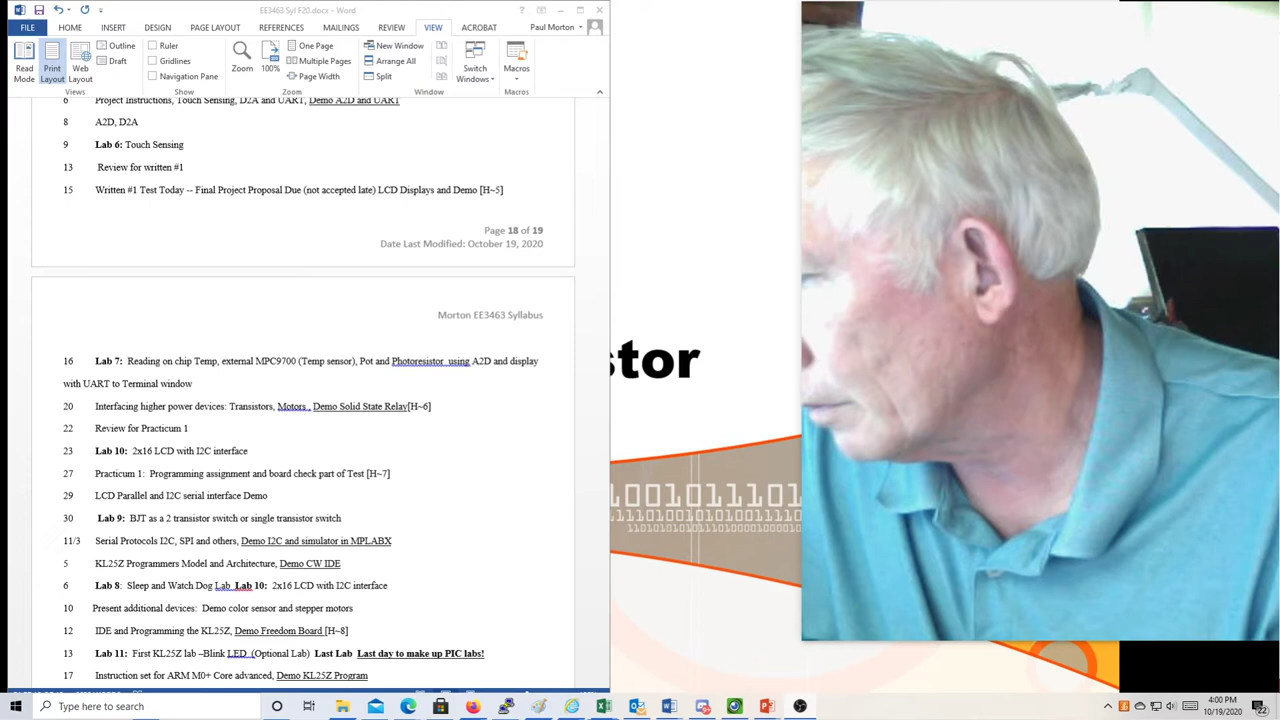 EE3463 Syl F20.docx - Word
FILE HOME INSERT DESIGN PAGE LAYOUT REFERENCES MAILINGS REVIEW VIEW ACROBAT Paul Morton
Read Mode
Print Layout
Web Layout
Outline
Draft
Views
Ruler
Gridlines
Navigation Pane
Show
Zoom
100%
One Page
Multiple Pages
Page Width
Zoom
New Window
Arrange All
Split
Switch Windows
Window
Macros
Macros
6 Project Instructions, Touch Sensing, D2A and UART, Demo A2D and UART
8 A2D, D2A
9 Lab 6: Touch Sensing
13 Review for written #1
15 Written #1 Test Today -- Final Project Proposal Due (not accepted late) LCD Displays and Demo [H~5]
Page 18 of 19
Date Last Modified: October 19, 2020
Morton EE3463 Syllabus
16 Lab 7: Reading on chip Temp, external MPC9700 (Temp sensor), Pot and Photoresistor using A2D and display
with UART to Terminal window
20 Interfacing higher power devices: Transistors, Motors , Demo Solid State Relay[H~6]
22 Review for Practicum 1
23 Lab 10: 2x16 LCD with I2C interface
27 Practicum 1: Programming assignment and board check part of Test [H~7]
29 LCD Parallel and I2C serial interface Demo
30 Lab 9: BJT as a 2 transistor switch or single transistor switch
11/3 Serial Protocols I2C, SPI and others, Demo I2C and simulator in MPLABX
5 KL25Z Programmers Model and Architecture, Demo CW IDE
6 Lab 8: Sleep and Watch Dog Lab Lab 10: 2x16 LCD with I2C interface
10 Present additional devices: Demo color sensor and stepper motors
12 IDE and Programming the KL25Z, Demo Freedom Board [H~8]
13 Lab 11: First KL25Z lab –Blink LED (Optional Lab) Last Lab Last day to make up PIC labs!
17 Instruction set for ARM M0+ Core advanced, Demo KL25Z Program
stor
Type here to search
4:00 PM
10/19/2020
22